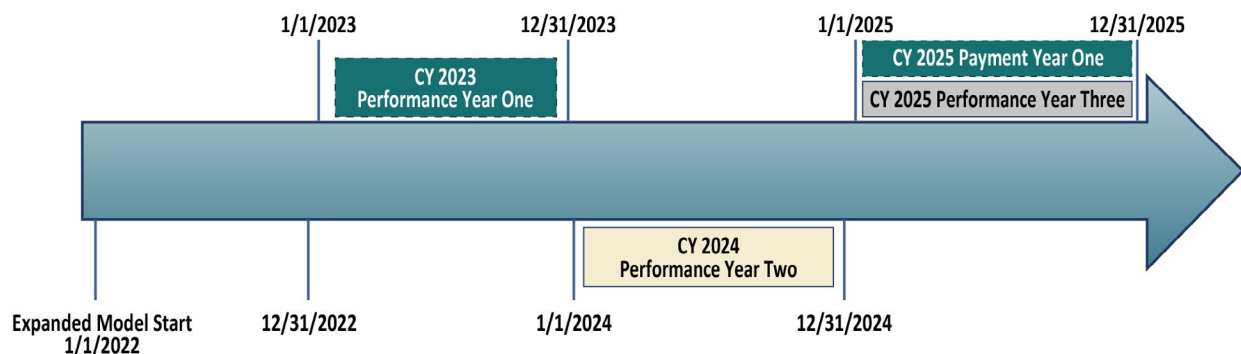 1/1/2023
12/31/2023
1/1/2025
12/31/2025
CY 2023
Performance Year One
CY 2025 Payment Year One
CY 2025 Performance Year Three
CY 2024
Performance Year Two
Expanded Model Start
1/1/2022
12/31/2022
1/1/2024
12/31/2024